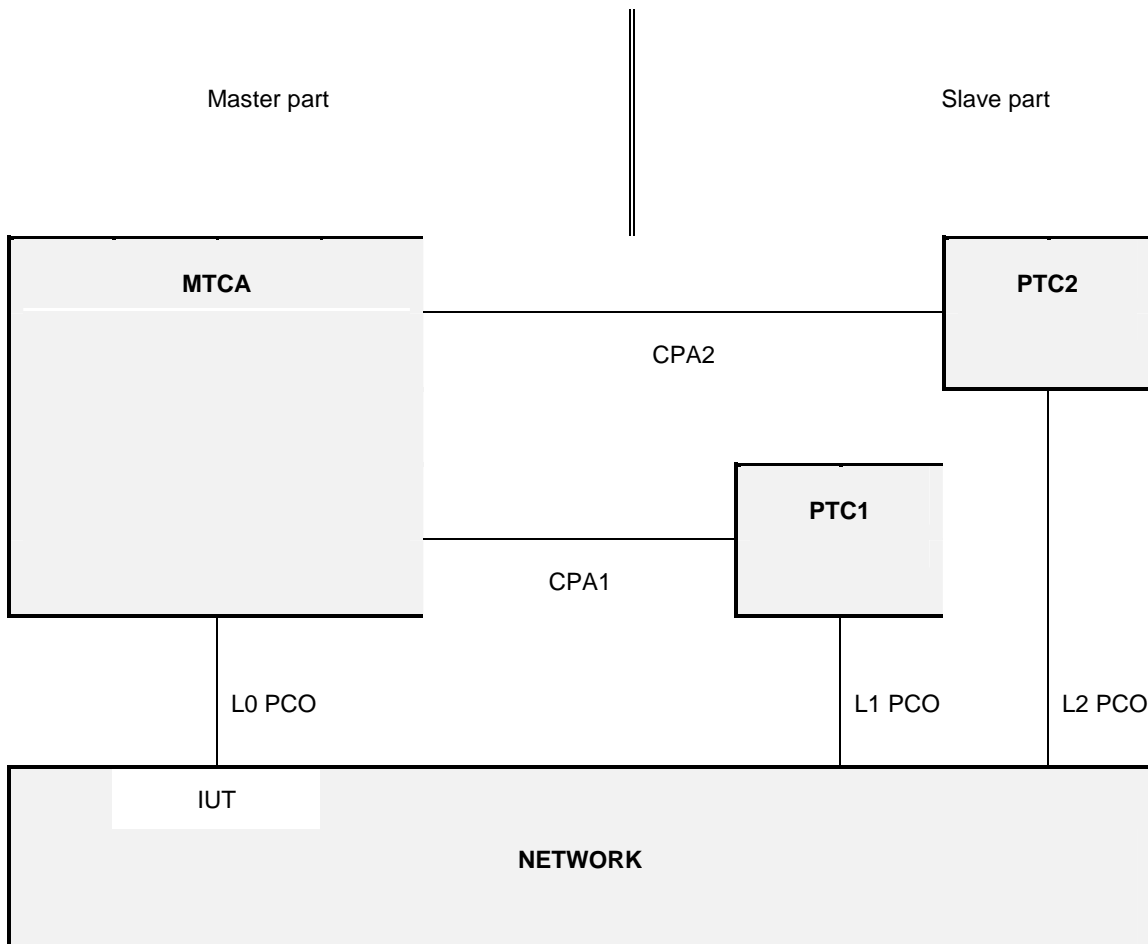 Master part
Slave part
MTCA
PTC2
CPA2
PTC1
CPA1
L0 PCO
L1 PCO
L2 PCO
IUT
NETWORK